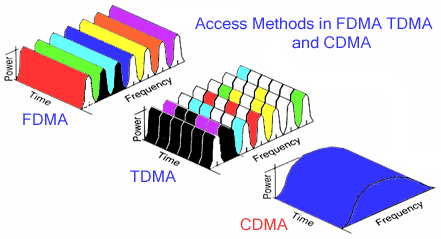 Access Methods in FDMA TDMA
and CDMA
Power
Time
Frequency
FDMA
Power
Time
Frequency
TDMA
Power
Time
Frequency
CDMA